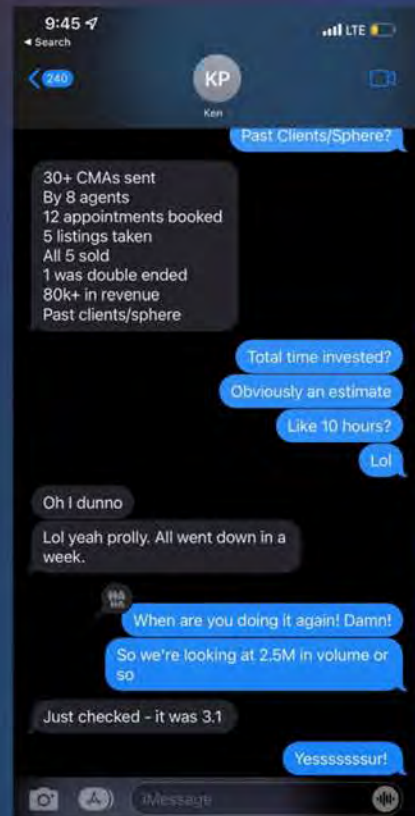 9:45
Search
LTE
240
KP
Ken
Past Clients/Sphere?
30+ CMAs sent
By 8 agents
12 appointments booked
5 listings taken
All 5 sold
1 was double ended
80k+ in revenue
Past clients/sphere
Total time invested?
Obviously an estimate
Like 10 hours?
Lol
Oh I dunno
Lol yeah prolly. All went down in a
week.
HA
HA
When are you doing it again! Damn!
So we're looking at 2.5M in volume or
so
Just checked - it was 3.1
Yesssssssur!
iMessage